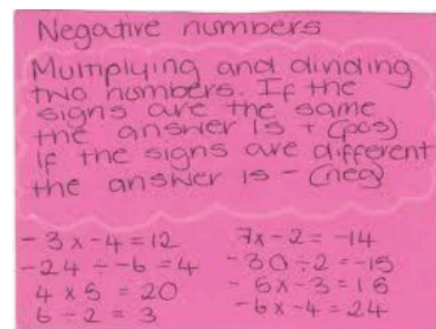 Negative numbers
Multiplying and dividing
two numbers. If the
signs are the same
the answer is + (pos)
If the signs are different
the answer is - (neg)
-3 x -4 = 12
-24 ÷ -6 = 4
4 x 5 = 20
6 ÷ 2 = 3
7x -2 = -14
-30 ÷ 2 = -15
-5x -3 = 15
-6x -4 = 24